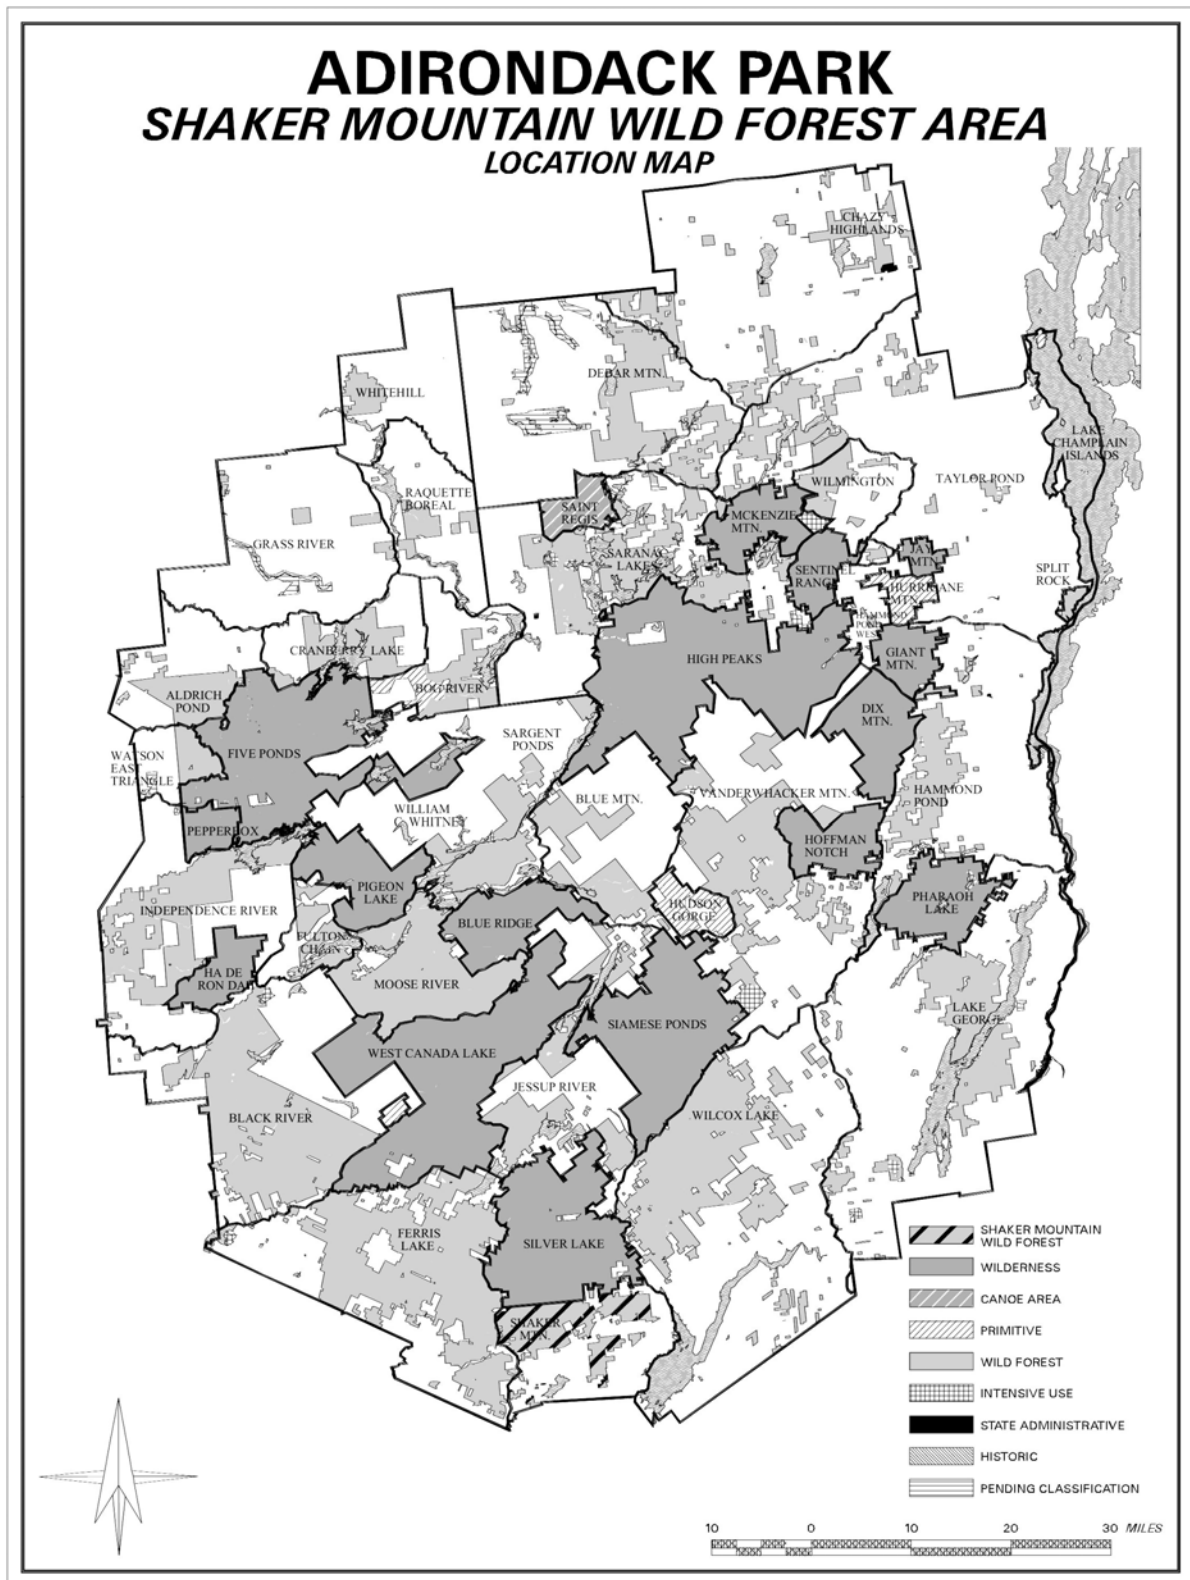 ADIRONDACK PARK
SHAKER MOUNTAIN WILD FOREST AREA
LOCATION MAP
CHAZY
HIGHLANDS
DEBAR MTN.
WHITEHILL
LAKE
CHAMPLAIN
ISLANDS
RAQUETTE
BOREAL
WILMINGTON
TAYLOR POND
SAINT
REGIS
MCKENZIE
MTN.
GRASS RIVER
SARANAC
LAKES
JAY
MTN.
SENTINEL
RANGE
SPLIT
ROCK
HURRICANE
MTN.
HAMMOND
POND
WEST
CRANBERRY LAKE
HIGH PEAKS
GIANT
MTN.
BOG RIVER
ALDRICH
POND
DIX
MTN.
SARGENT
PONDS
FIVE PONDS
WATSON
EAST
TRIANGLE
BLUE MTN.
VANDERWHACKER MTN.
HAMMOND
POND
WILLIAM
C. WHITNEY
PEPPERBOX
HOFFMAN
NOTCH
PIGEON
LAKE
PHARAOH
LAKE
HUDSON
GORGE
INDEPENDENCE RIVER
BLUE RIDGE
FULTON
CHAIN
HA DE
RON DAH
MOOSE RIVER
LAKE
GEORGE
SIAMESE PONDS
WEST CANADA LAKE
JESSUP RIVER
BLACK RIVER
WILCOX LAKE
FERRIS
LAKE
SILVER LAKE
SHAKER
MTN.
SHAKER MOUNTAIN
WILD FOREST
WILDERNESS
CANOE AREA
PRIMITIVE
WILD FOREST
INTENSIVE USE
STATE ADMINISTRATIVE
HISTORIC
PENDING CLASSIFICATION
10 0 10 20 30 MILES